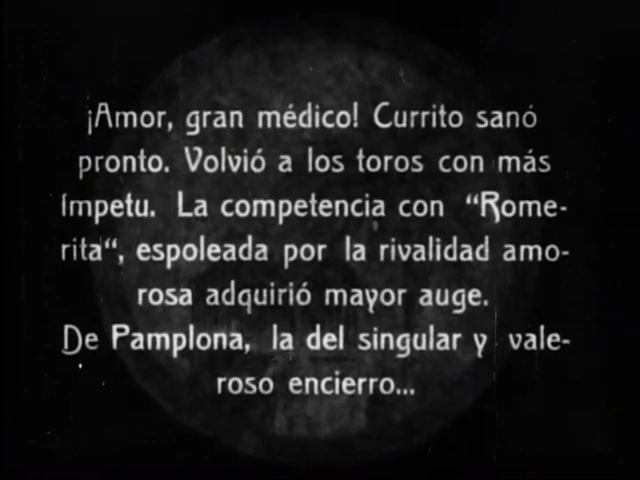 ¡Amor, gran médico! Currito sanó
pronto. Volvió a los toros con más
ímpetu. La competencia con “Rome-
rita“, espoleada por la rivalidad amo-
rosa adquirió mayor auge.
De Pamplona, la del singular y vale-
roso encierro...